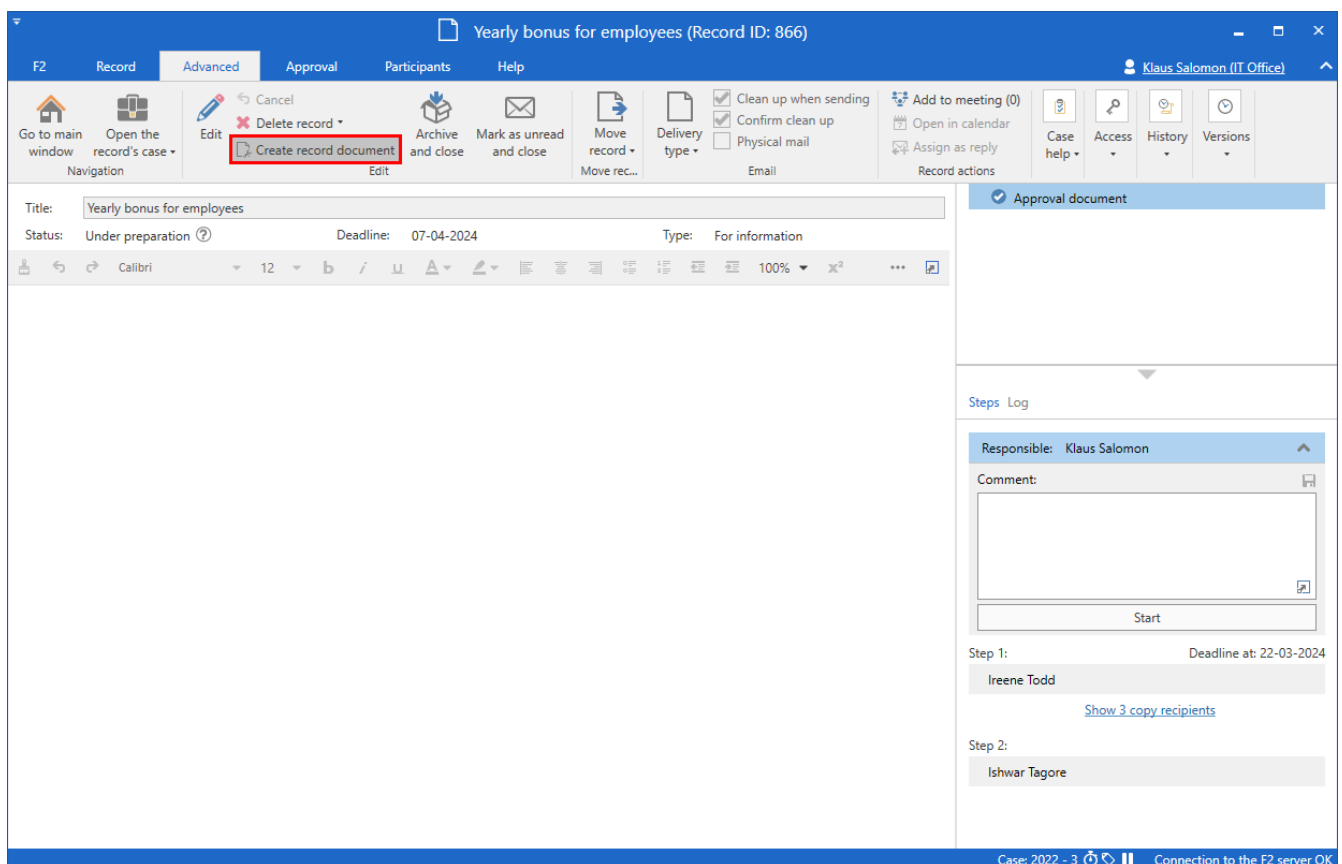 Yearly bonus for employees (Record ID: 866)
F2 Record Advanced Approval Participants Help Klaus Salomon (IT Office)
Go to main window
Open the record's case
Navigation
Edit
Cancel
Delete record
Create record document
Archive and close
Mark as unread and close
Edit
Move record
Move rec...
Delivery type
Clean up when sending
Confirm clean up
Physical mail
Email
Add to meeting (0)
Open in calendar
Assign as reply
Record actions
Case help
Access
History
Versions
Title: Yearly bonus for employees
Status: Under preparation Deadline: 07-04-2024 Type: For information
Calibri 12 b i u A 100% x²
Approval document
Steps Log
Responsible: Klaus Salomon
Comment:
Start
Step 1: Deadline at: 22-03-2024
Ireene Todd
Show 3 copy recipients
Step 2:
Ishwar Tagore
Case: 2022 - 3 Connection to the F2 server OK